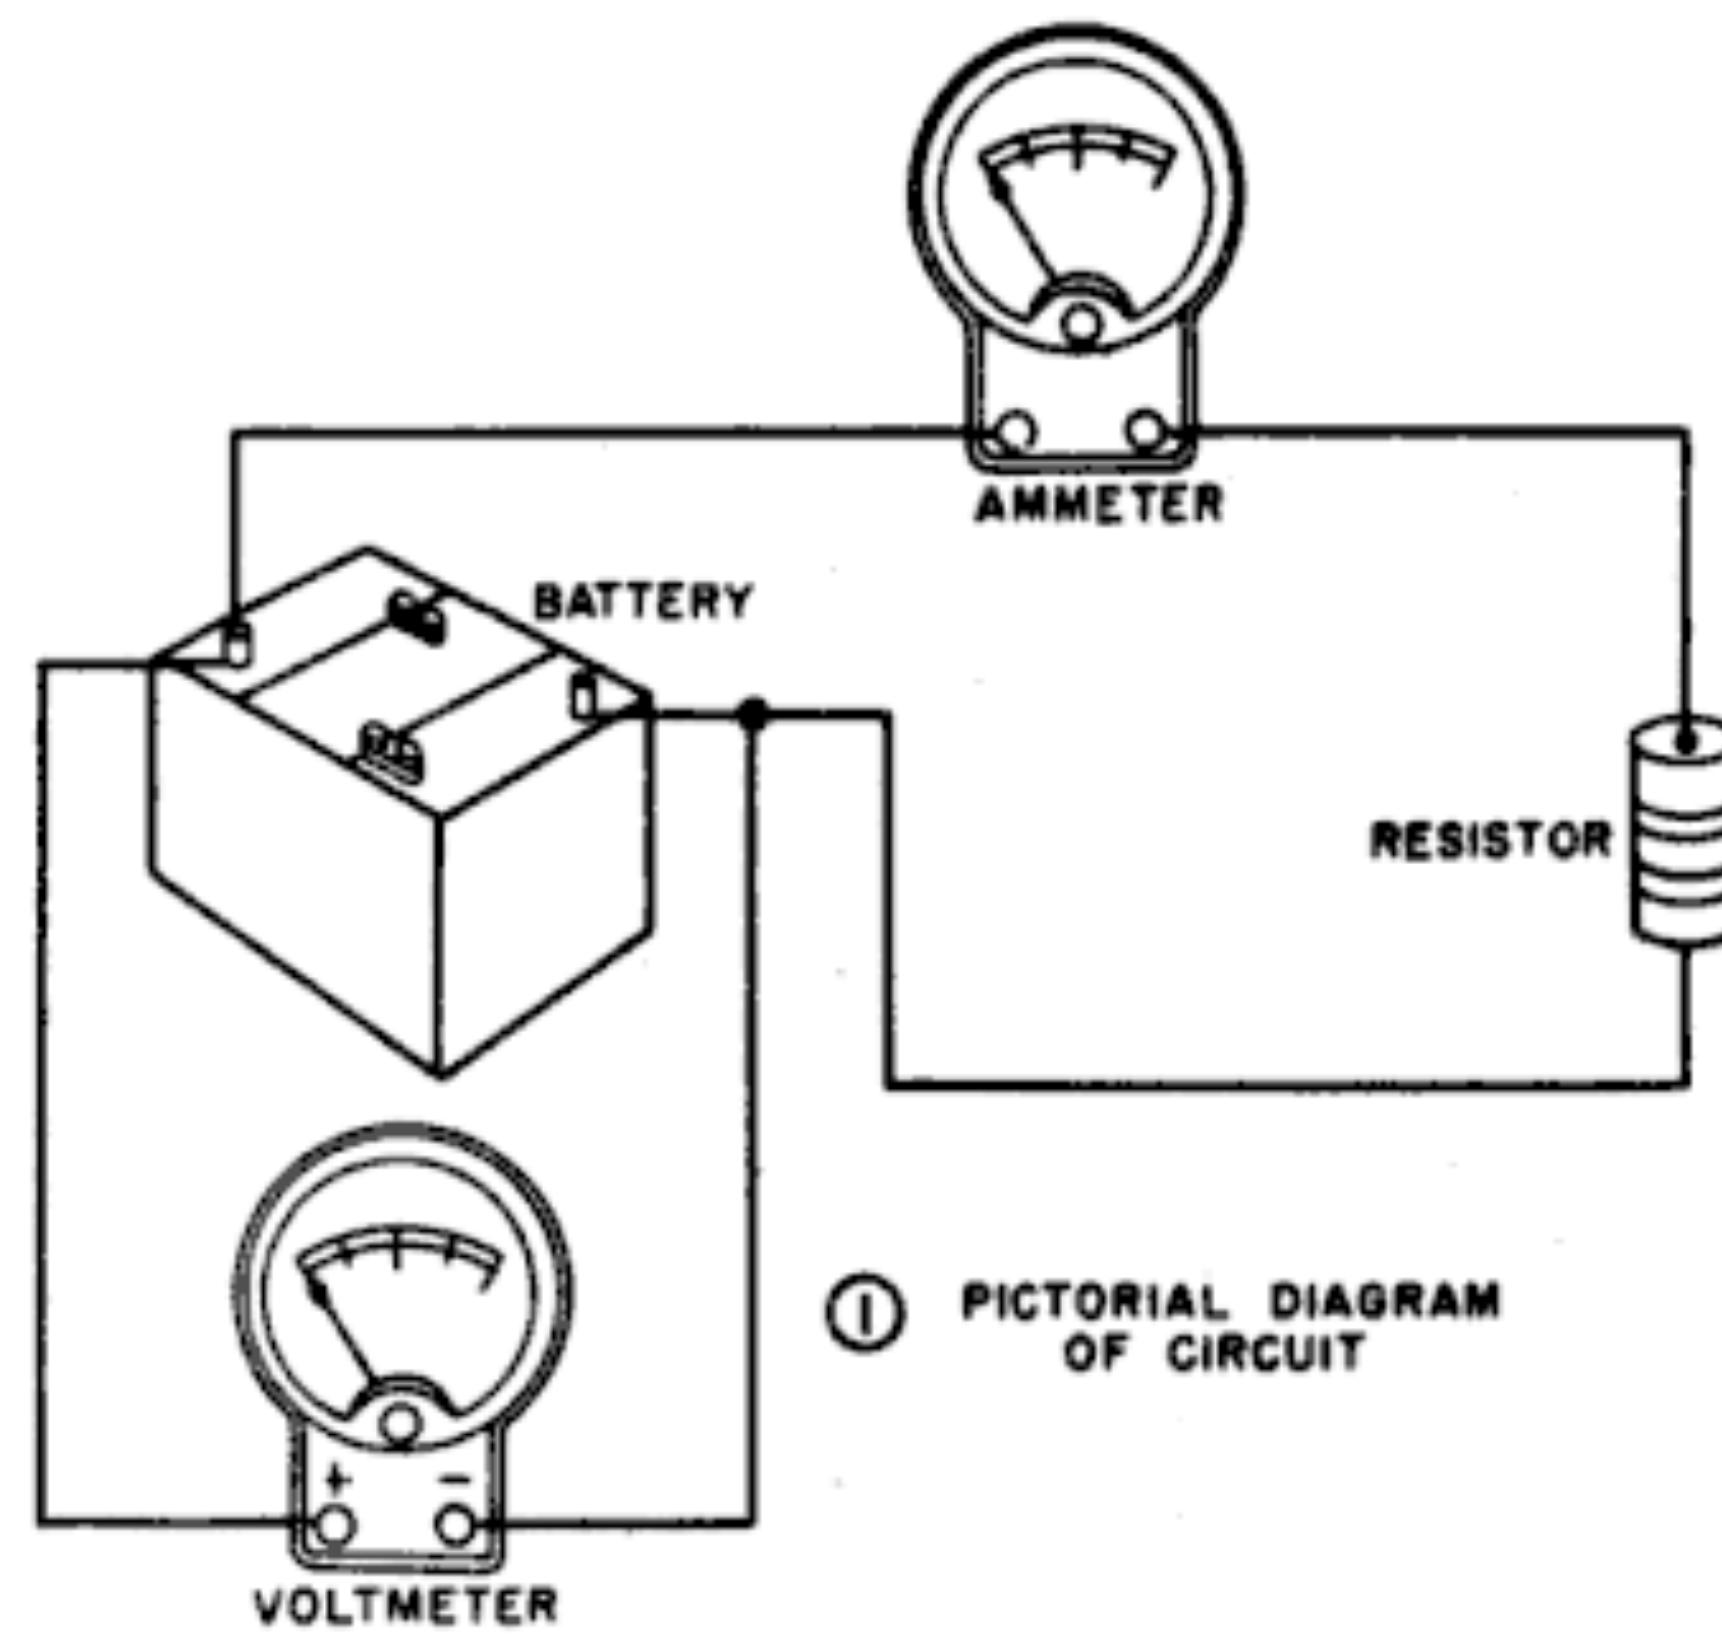 AMMETER
BATTERY
RESISTOR
1 PICTORIAL DIAGRAM
OF CIRCUIT
+ −
VOLTMETER